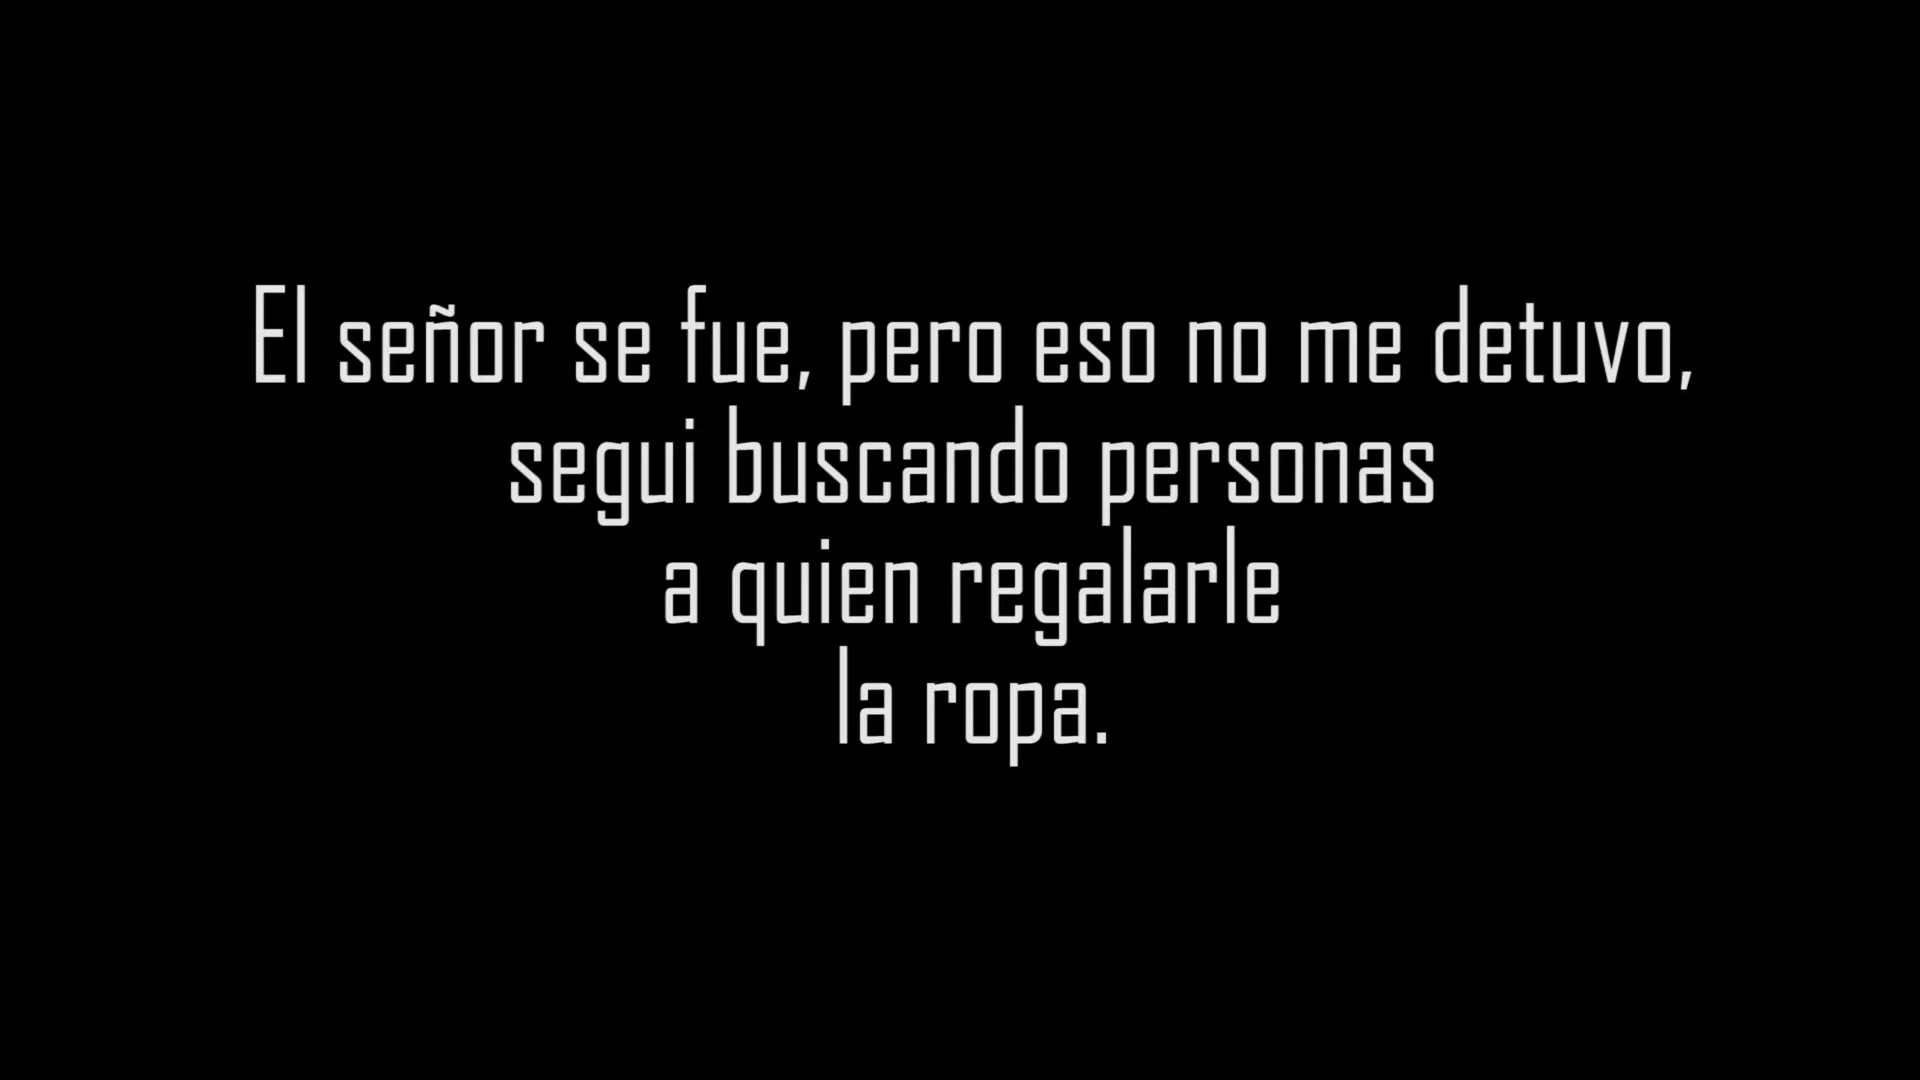 El señor se fue, pero eso no me detuvo,
segui buscando personas
a quien regalarle
la ropa.